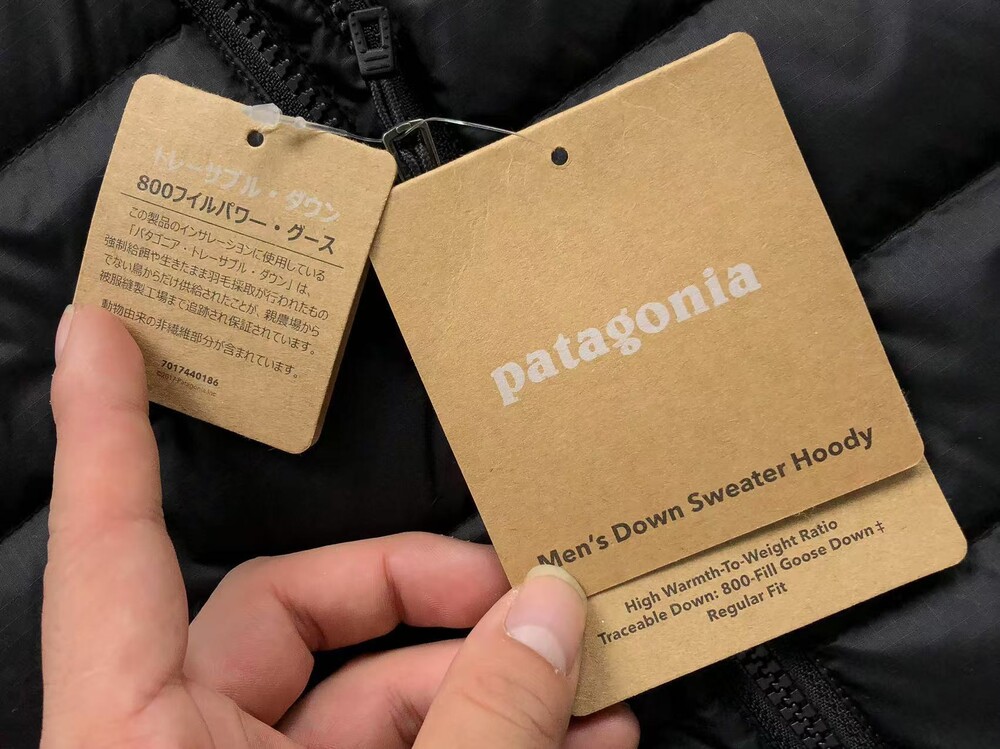 トレーサブル・ダウン
800フイルパワー・グース
この製品のインサレーションに使用している
「パタゴニア・トレーサブル・ダウン」は、
強制給餌や生きたまま羽毛採取が行われたもの
でない鳥からだけ供給されたことが、親農場から
被服縫製工場まで追跡され保証されています。
動物由来の非繊維部分が含まれています。
7017440186
©2017 Patagonia, Inc.
patagonia
Men's Down Sweater Hoody
High Warmth-To-Weight Ratio
Traceable Down: 800-Fill Goose Down ‡
Regular Fit